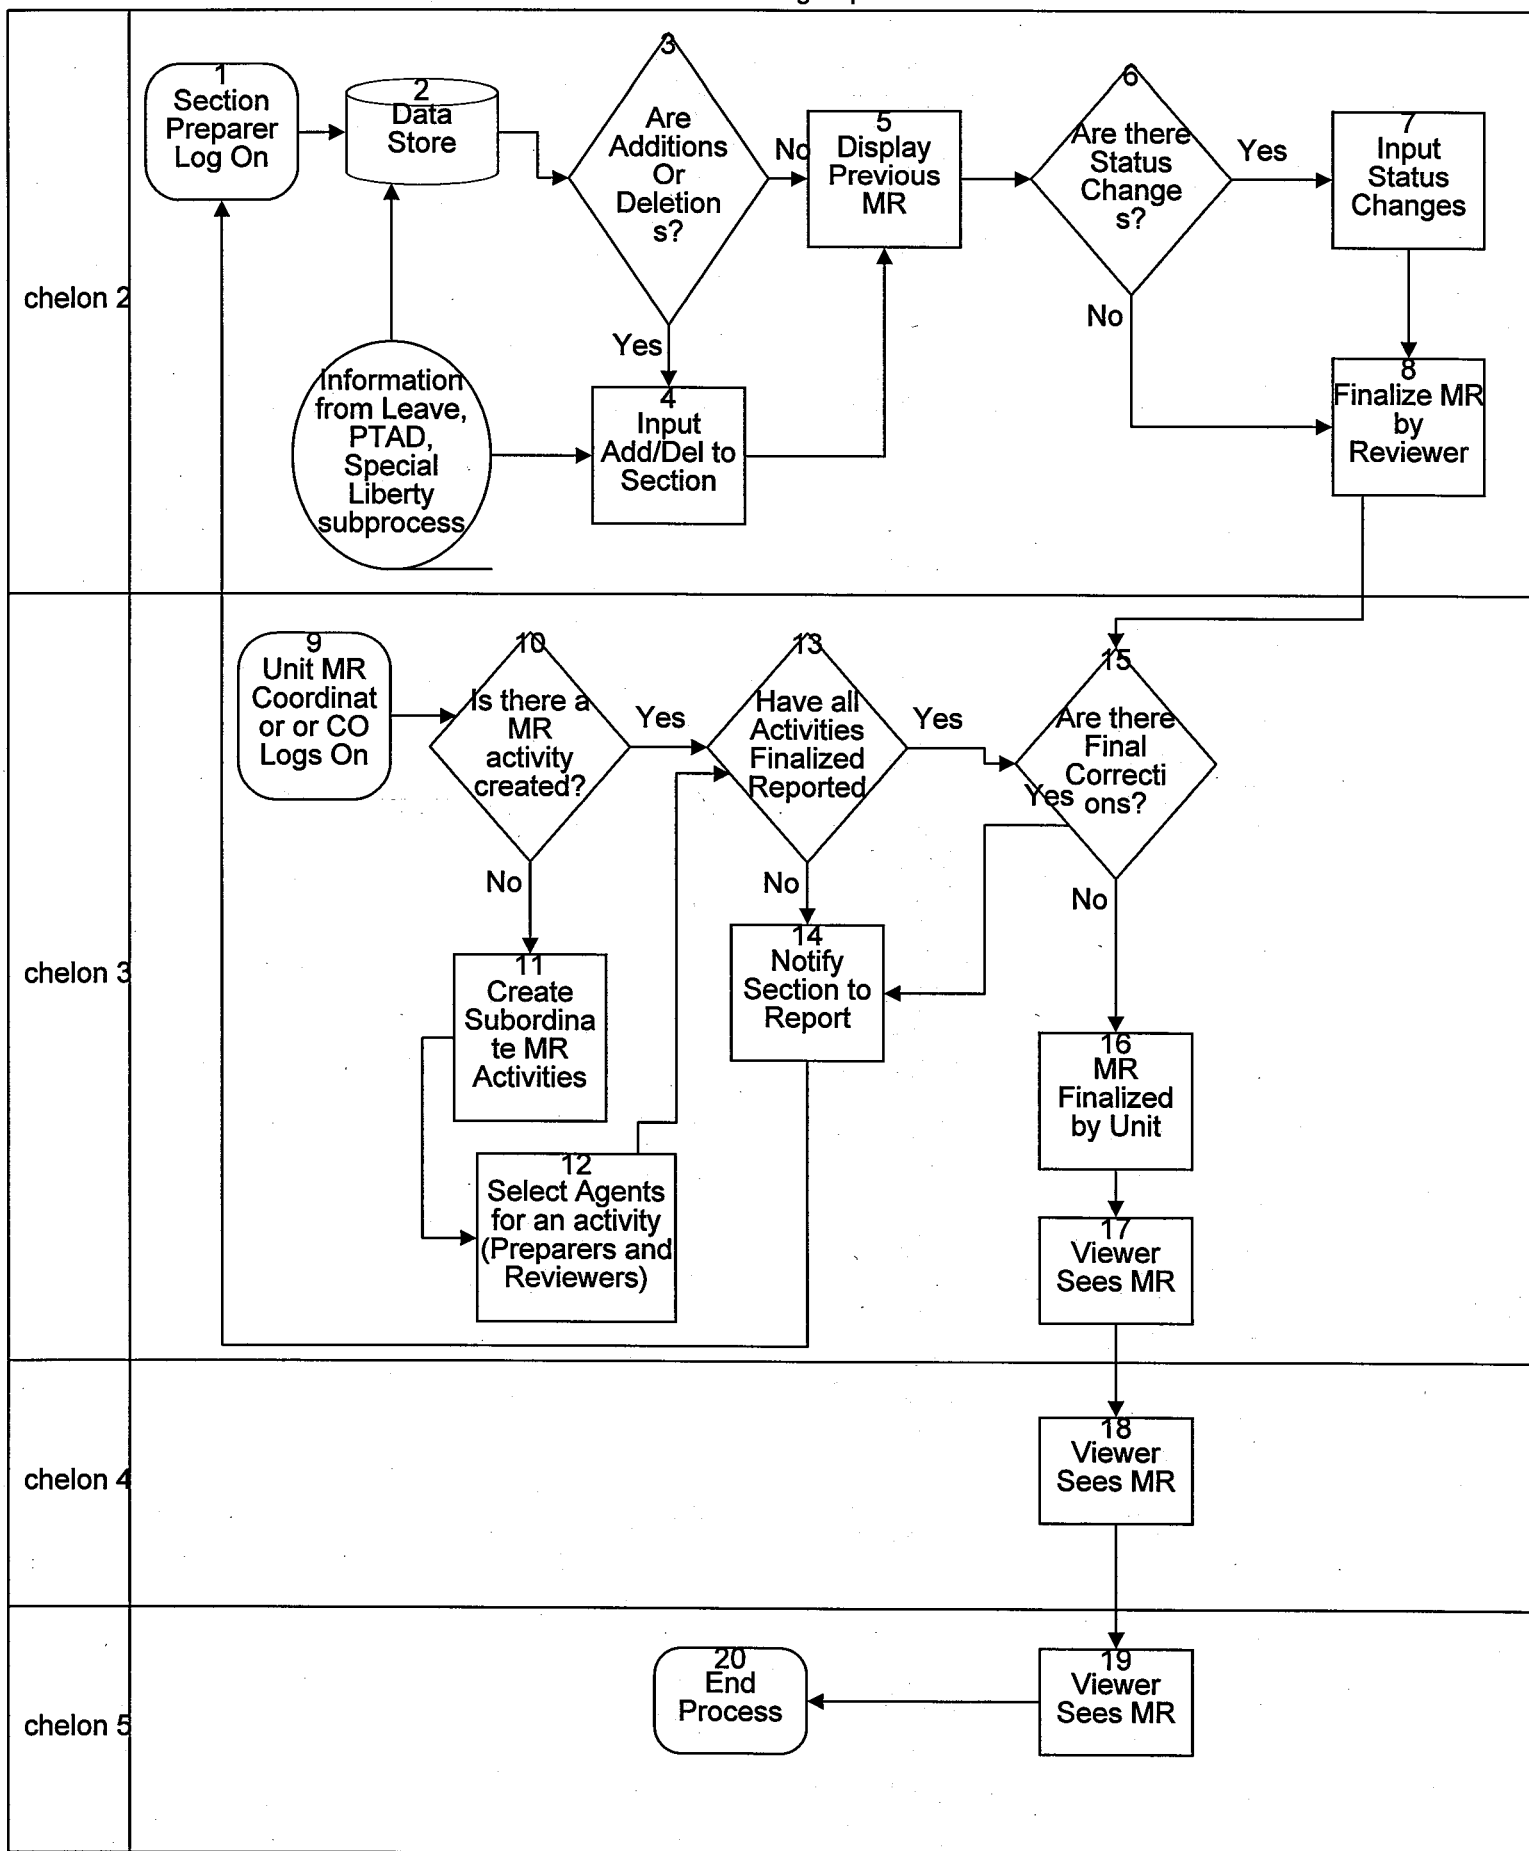 1
Section
Preparer
Log On
2
Data
Store
3
Are
Additions
Or
Deletion
s?
No
5
Display
Previous
MR
6
Are there
Status
Change
s?
Yes
7
Input
Status
Changes
chelon 2
No
Yes
Information
from Leave,
PTAD,
Special
Liberty
subprocess
4
Input
Add/Del to
Section
8
Finalize MR
by
Reviewer
9
Unit MR
Coordinat
or or CO
Logs On
10
Is there a
MR
activity
created?
Yes
13
Have all
Activities
Finalized
Reported
Yes
15
Are there
Final
Correcti
ons?
Yes
No
No
No
chelon 3
11
Create
Subordina
te MR
Activities
14
Notify
Section to
Report
16
MR
Finalized
by Unit
12
Select Agents
for an activity
(Preparers and
Reviewers)
17
Viewer
Sees MR
chelon 4
18
Viewer
Sees MR
chelon 5
20
End
Process
19
Viewer
Sees MR